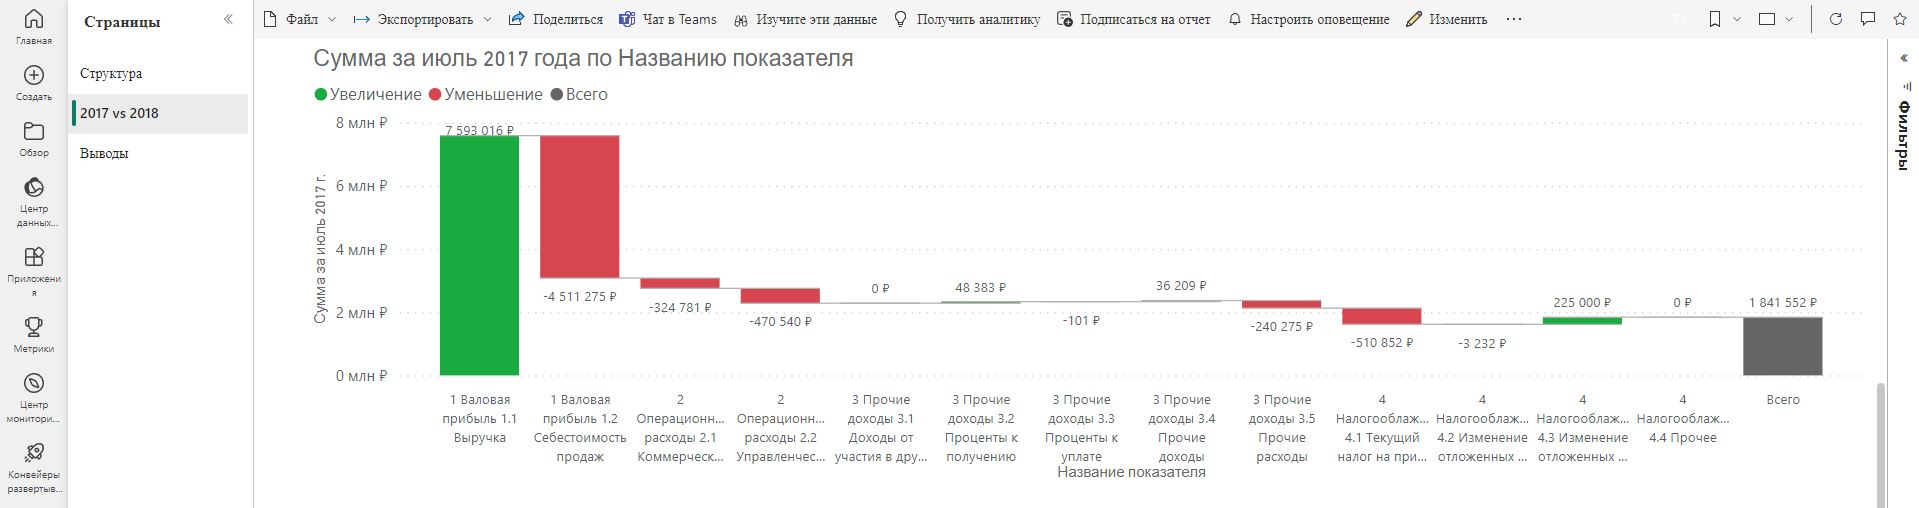 Файл
Экспортировать
Поделиться
Чат в Teams
Изучите эти данные
Получить аналитику
Подписаться на отчет
Настроить оповещение
Изменить
Главная
Создать
Обзор
Центр
данных...
Приложени
я
Метрики
Центр
монитори...
Конвейеры
развертыв...
Страницы
Структура
2017 vs 2018
Выводы
Сумма за июль 2017 года по Названию показателя
Увеличение Уменьшение Всего
Сумма за июль 2017 г.
8 млн ₽
6 млн ₽
4 млн ₽
2 млн ₽
0 млн ₽
7 593 016 ₽
-4 511 275 ₽
-324 781 ₽
-470 540 ₽
0 ₽
48 383 ₽
-101 ₽
36 209 ₽
-240 275 ₽
-510 852 ₽
-3 232 ₽
225 000 ₽
0 ₽
1 841 552 ₽
1 Валовая
прибыль 1.1
Выручка
1 Валовая
прибыль 1.2
Себестоимость
продаж
2
Операционн...
расходы 2.1
Коммерческ...
2
Операционн...
расходы 2.2
Управленчес...
3 Прочие
доходы 3.1
Доходы от
участия в дру...
3 Прочие
доходы 3.2
Проценты к
получению
3 Прочие
доходы 3.3
Проценты к
уплате
3 Прочие
доходы 3.4
Прочие
доходы
3 Прочие
доходы 3.5
Прочие
расходы
4
Налогооблаж...
4.1 Текущий
налог на при...
4
Налогооблаж...
4.2 Изменение
отложенных ...
4
Налогооблаж...
4.3 Изменение
отложенных ...
4
Налогооблаж...
4.4 Прочее
Всего
Название показателя
Фильтры